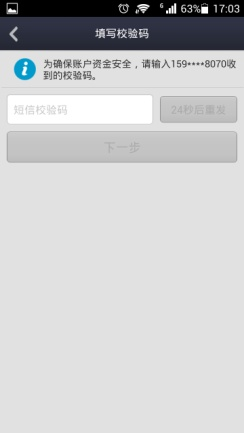 63% 17:03
填写校验码
为确保账户资金安全，请输入159****8070收
到的校验码。
短信校验码
24秒后重发
下一步